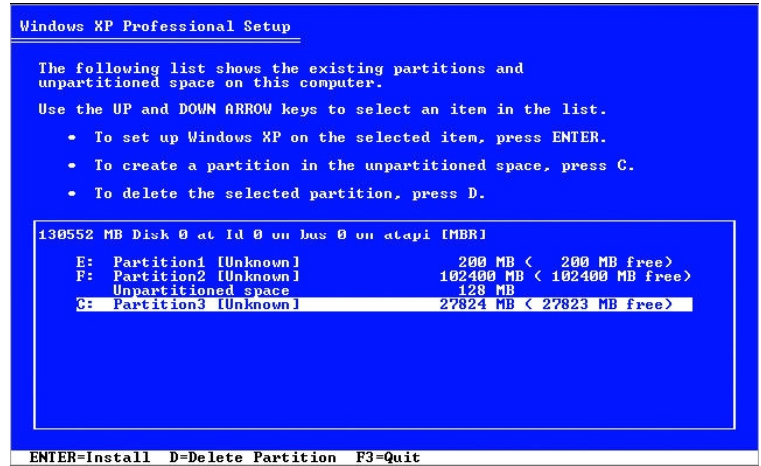 Windows XP Professional Setup
The following list shows the existing partitions and
unpartitioned space on this computer.
Use the UP and DOWN ARROW keys to select an item in the list.
• To set up Windows XP on the selected item, press ENTER.
• To create a partition in the unpartitioned space, press C.
• To delete the selected partition, press D.
130552 MB Disk 0 at Id 0 on bus 0 on atapi [MBR]
E: Partition1 [Unknown] 200 MB ( 200 MB free)
F: Partition2 [Unknown] 102400 MB ( 102400 MB free)
Unpartitioned space 128 MB
C: Partition3 [Unknown] 27824 MB ( 27823 MB free)
ENTER=Install D=Delete Partition F3=Quit